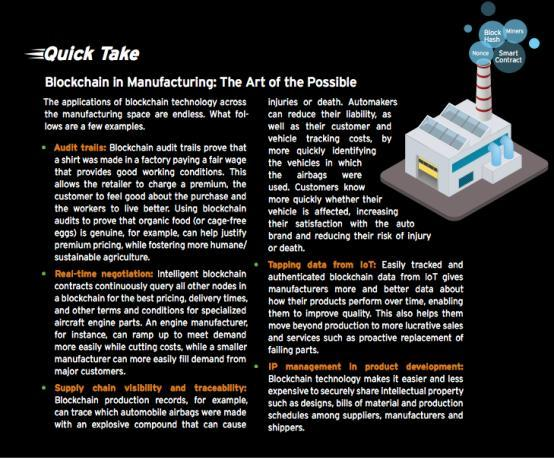 Block
Hash
Miners
Nonce
Smart
Contract
Quick Take
Blockchain in Manufacturing: The Art of the Possible
The applications of blockchain technology across
the manufacturing space are endless. What fol-
lows are a few examples.
• Audit trails: Blockchain audit trails prove that
a shirt was made in a factory paying a fair wage
that provides good working conditions. This
allows the retailer to charge a premium, the
customer to feel good about the purchase and
the workers to live better. Using blockchain
audits to prove that organic food (or cage-free
eggs) is genuine, for example, can help justify
premium pricing, while fostering more humane/
sustainable agriculture.
• Real-time negotiation: Intelligent blockchain
contracts continuously query all other nodes in
a blockchain for the best pricing, delivery times,
and other terms and conditions for specialized
aircraft engine parts. An engine manufacturer,
for instance, can ramp up to meet demand
more easily while cutting costs, while a smaller
manufacturer can more easily fill demand from
major customers.
• Supply chain visibility and traceability:
Blockchain production records, for example,
can trace which automobile airbags were made
with an explosive compound that can cause
injuries or death. Automakers
can reduce their liability, as
well as their customer and
vehicle tracking costs, by
more quickly identifying
the vehicles in which
the airbags were
used. Customers know
more quickly whether their
vehicle is affected, increasing
their satisfaction with the auto
brand and reducing their risk of injury
or death.
• Tapping data from IoT: Easily tracked and
authenticated blockchain data from IoT gives
manufacturers more and better data about
how their products perform over time, enabling
them to improve quality. This also helps them
move beyond production to more lucrative sales
and services such as proactive replacement of
failing parts.
• IP management in product development:
Blockchain technology makes it easier and less
expensive to securely share intellectual property
such as designs, bills of material and production
schedules among suppliers, manufacturers and
shippers.